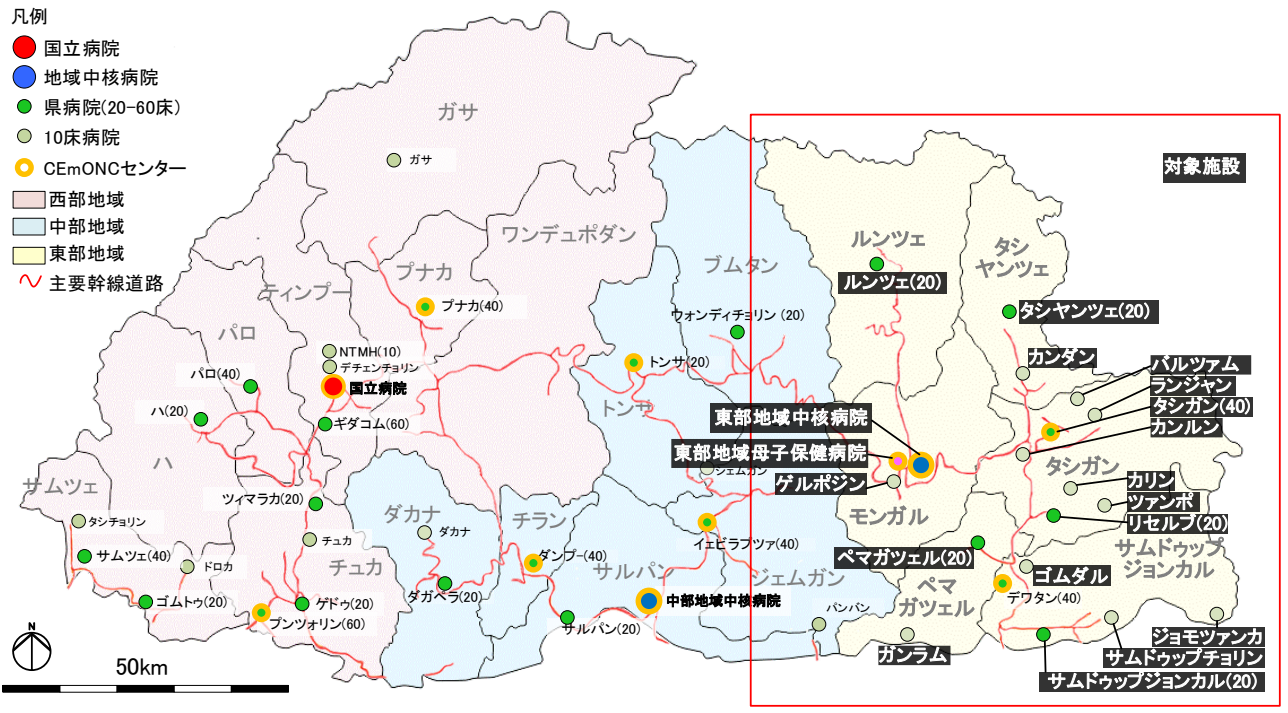 凡例
国立病院
地域中核病院
県病院(20-60床)
10床病院
CEmONCセンター
西部地域
中部地域
東部地域
主要幹線道路
対象施設
ガサ
ガサ
ワンデュポダン
プナカ
プナカ(40)
ティンプー
NTMH(10)
デチェンチョリン
国立病院
ギダコム(60)
パロ
パロ(40)
ハ(20)
ハ
サムツェ
タシチョリン
サムツェ(40)
ドロカ
ゴムトゥ(20)
ツィマラカ(20)
チュカ
チュカ
ゲドゥ(20)
プンツォリン(60)
ダカナ
ダカナ
ダガペラ(20)
チラン
ダンプー(40)
サルパン
サルパン(20)
中部地域中核病院
ブムタン
ウォンディチョリン (20)
トンサ(20)
トンサ
シェムガン
イェビラプツァ(40)
ジェムガン
パンバン
ルンツェ
ルンツェ(20)
タシ
ヤンツェ
タシヤンツェ(20)
カンダン
バルツァム
ランジャン
タシガン(40)
カンルン
東部地域中核病院
東部地域母子保健病院
ゲルポジン
モンガル
タシガン
カリン
ツァンポ
リセルブ(20)
サムドゥップ
ジョンカル
ペマガツェル(20)
ゴムダル
デワタン(40)
ペマ
ガツェル
ガンラム
ジョモツァンカ
サムドゥップチョリン
サムドゥップジョンカル(20)
N
50km